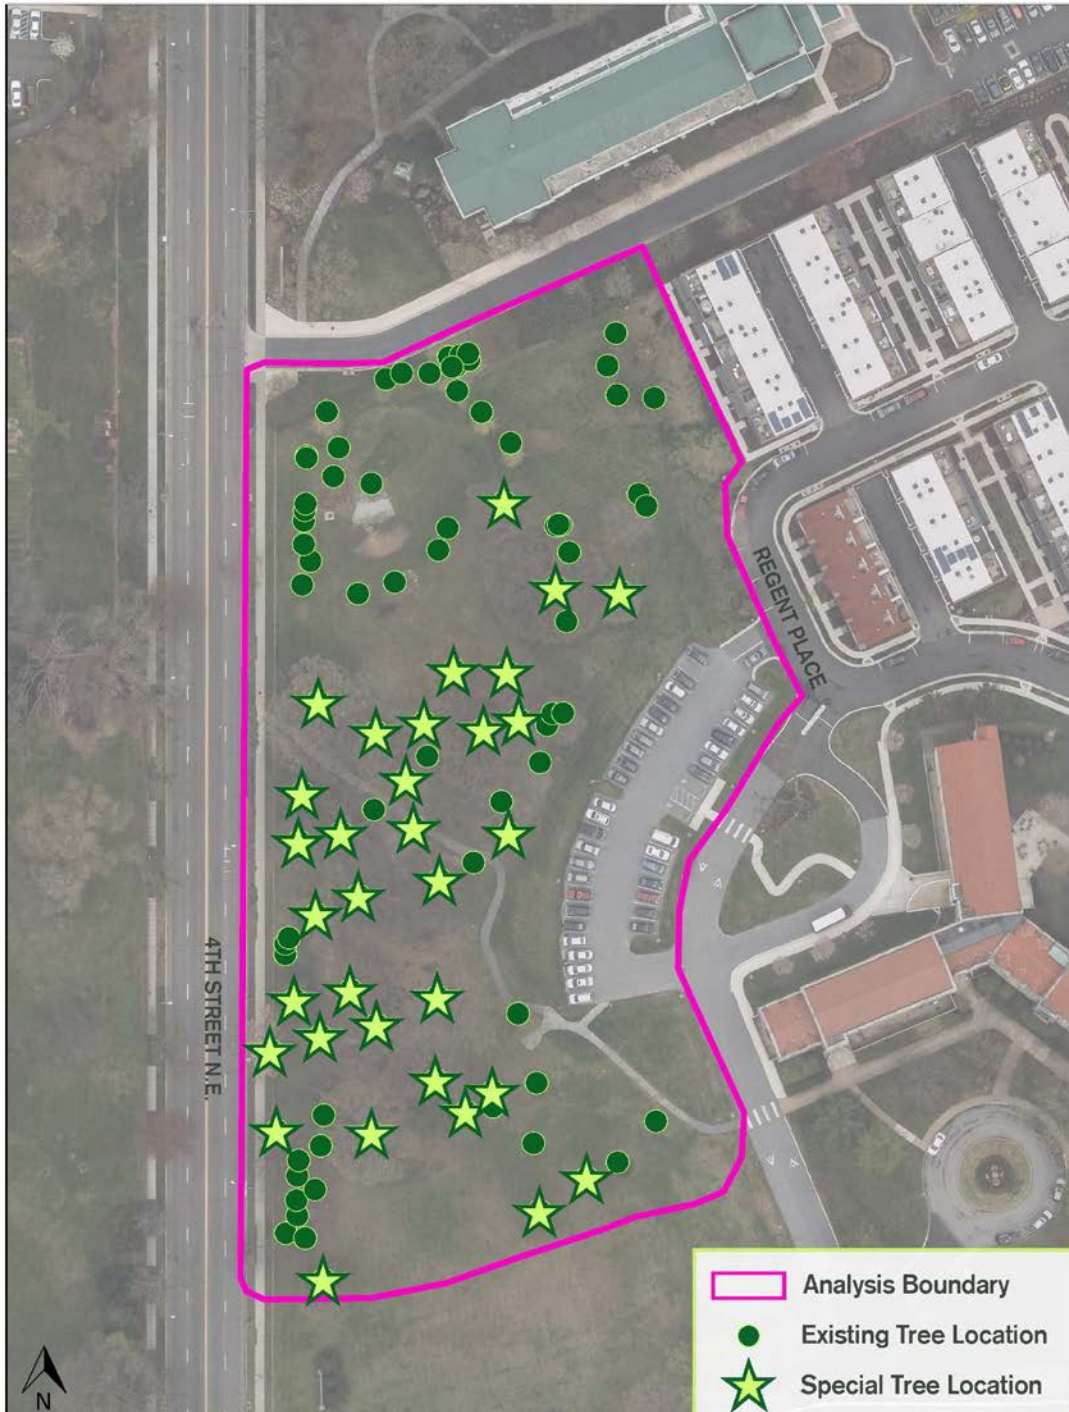 REGENT PLACE
4TH STREET N.E.
Analysis Boundary
Existing Tree Location
Special Tree Location
N